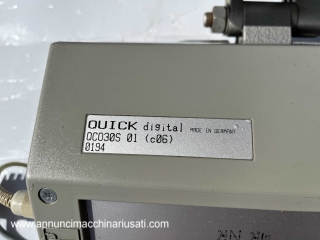 QUICK digital MADE IN GERMANY
QC030S 01 (c06)
0194
www.annuncimacchinariusati.com